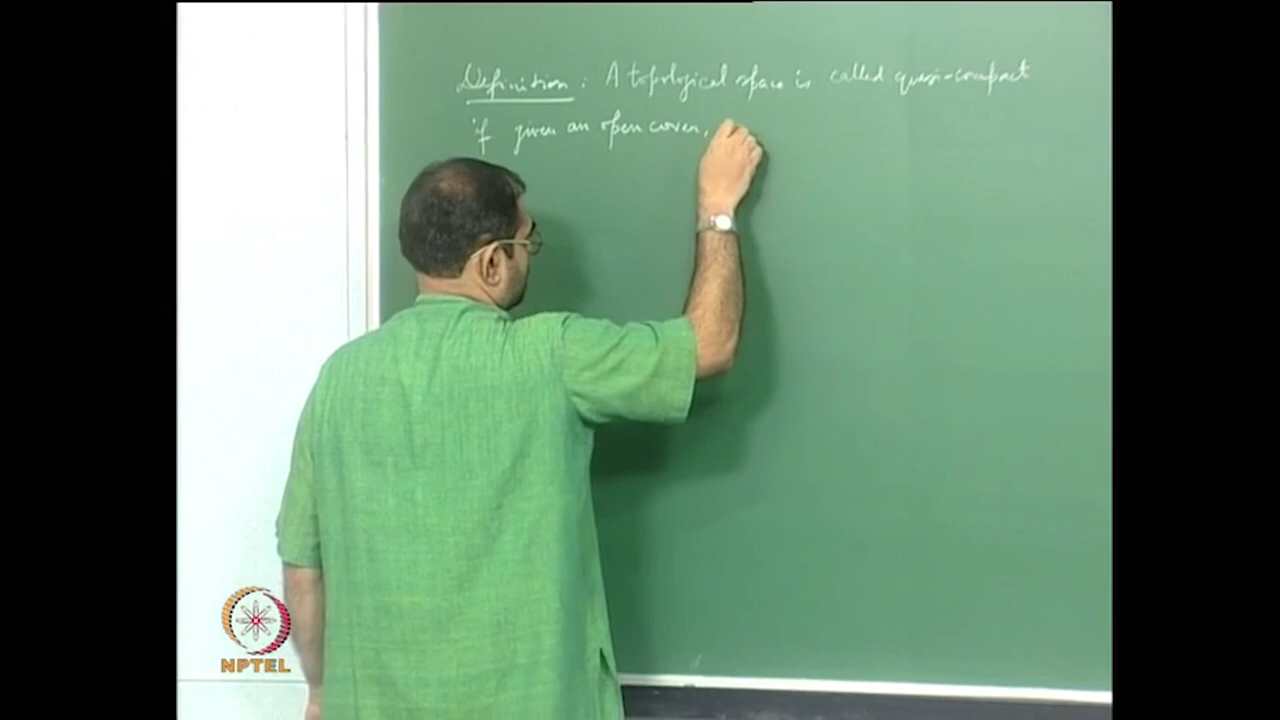 Definition : A topological space is called quasi-compact
if given an open cover,
NPTEL